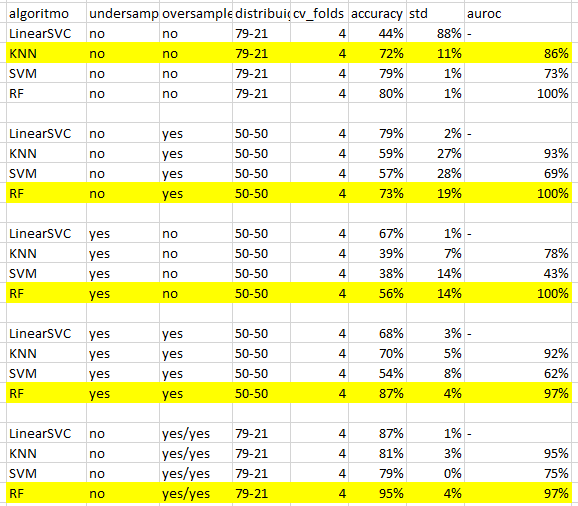 algoritmo undersamp oversample distribuiç cv_folds accuracy std auroc
LinearSVC no no 79-21 4 44% 88% -
KNN no no 79-21 4 72% 11% 86%
SVM no no 79-21 4 79% 1% 73%
RF no no 79-21 4 80% 1% 100%
LinearSVC no yes 50-50 4 79% 2% -
KNN no yes 50-50 4 59% 27% 93%
SVM no yes 50-50 4 57% 28% 69%
RF no yes 50-50 4 73% 19% 100%
LinearSVC yes no 50-50 4 67% 1% -
KNN yes no 50-50 4 39% 7% 78%
SVM yes no 50-50 4 38% 14% 43%
RF yes no 50-50 4 56% 14% 100%
LinearSVC yes yes 50-50 4 68% 3% -
KNN yes yes 50-50 4 70% 5% 92%
SVM yes yes 50-50 4 54% 8% 62%
RF yes yes 50-50 4 87% 4% 97%
LinearSVC no yes/yes 79-21 4 87% 1% -
KNN no yes/yes 79-21 4 81% 3% 95%
SVM no yes/yes 79-21 4 79% 0% 75%
RF no yes/yes 79-21 4 95% 4% 97%